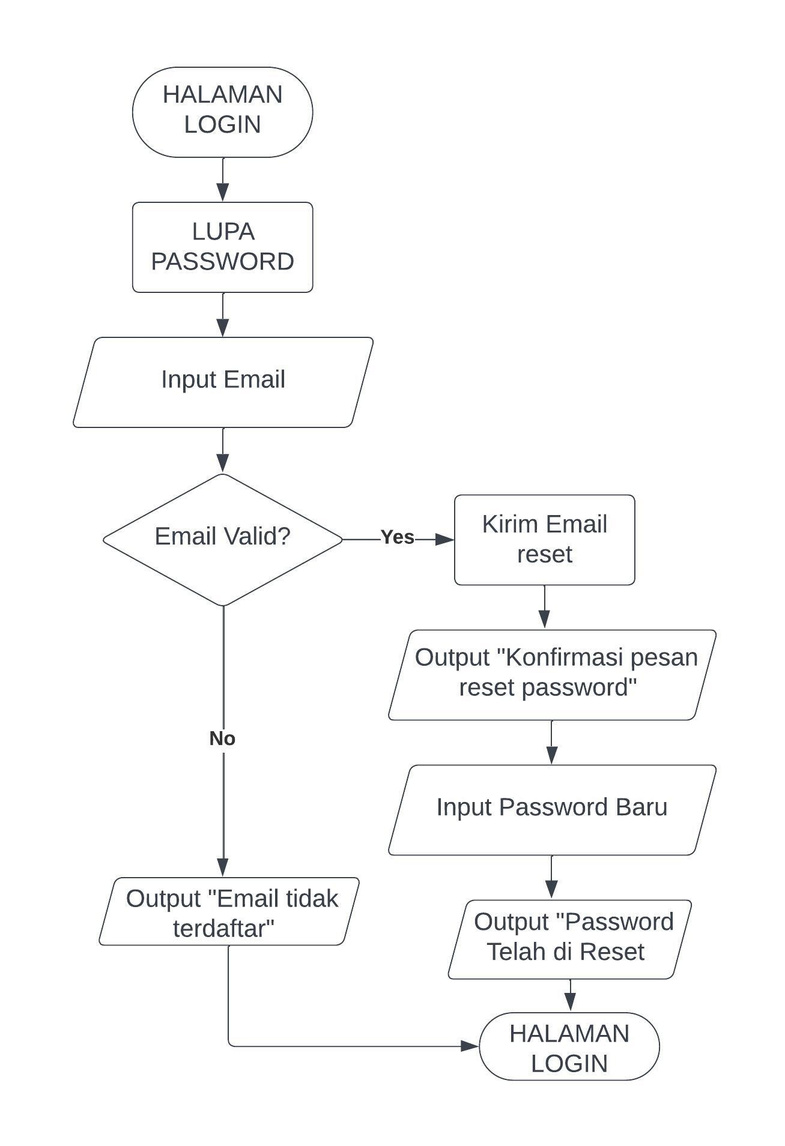 HALAMAN
LOGIN
LUPA
PASSWORD
Input Email
Email Valid?
Yes
Kirim Email
reset
Output "Konfirmasi pesan
reset password"
No
Input Password Baru
Output "Email tidak
terdaftar"
Output "Password
Telah di Reset
HALAMAN
LOGIN